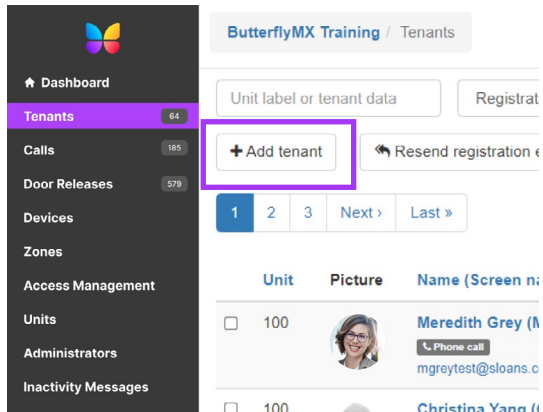 ButterflyMX Training / Tenants
Dashboard
Tenants 64
Calls 185
Door Releases 579
Devices
Zones
Access Management
Units
Administrators
Inactivity Messages
Unit label or tenant data
Registrat
+ Add tenant
Resend registration e
1 2 3 Next › Last »
Unit Picture Name (Screen na
100 Meredith Grey (M
Phone call
mgreytest@sloans.co
100 Christina Yang (